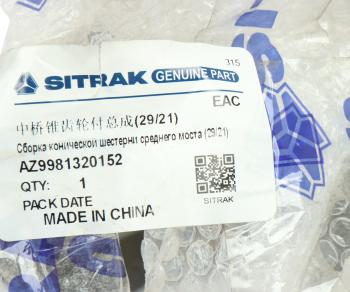 315
SITRAK GENUINE PART
EAC
中桥锥齿轮付总成(29/21)
Сборка конической шестерни среднего моста (29/21)
AZ9981320152
QTY: 1
PACK DATE
MADE IN CHINA
SITRAK